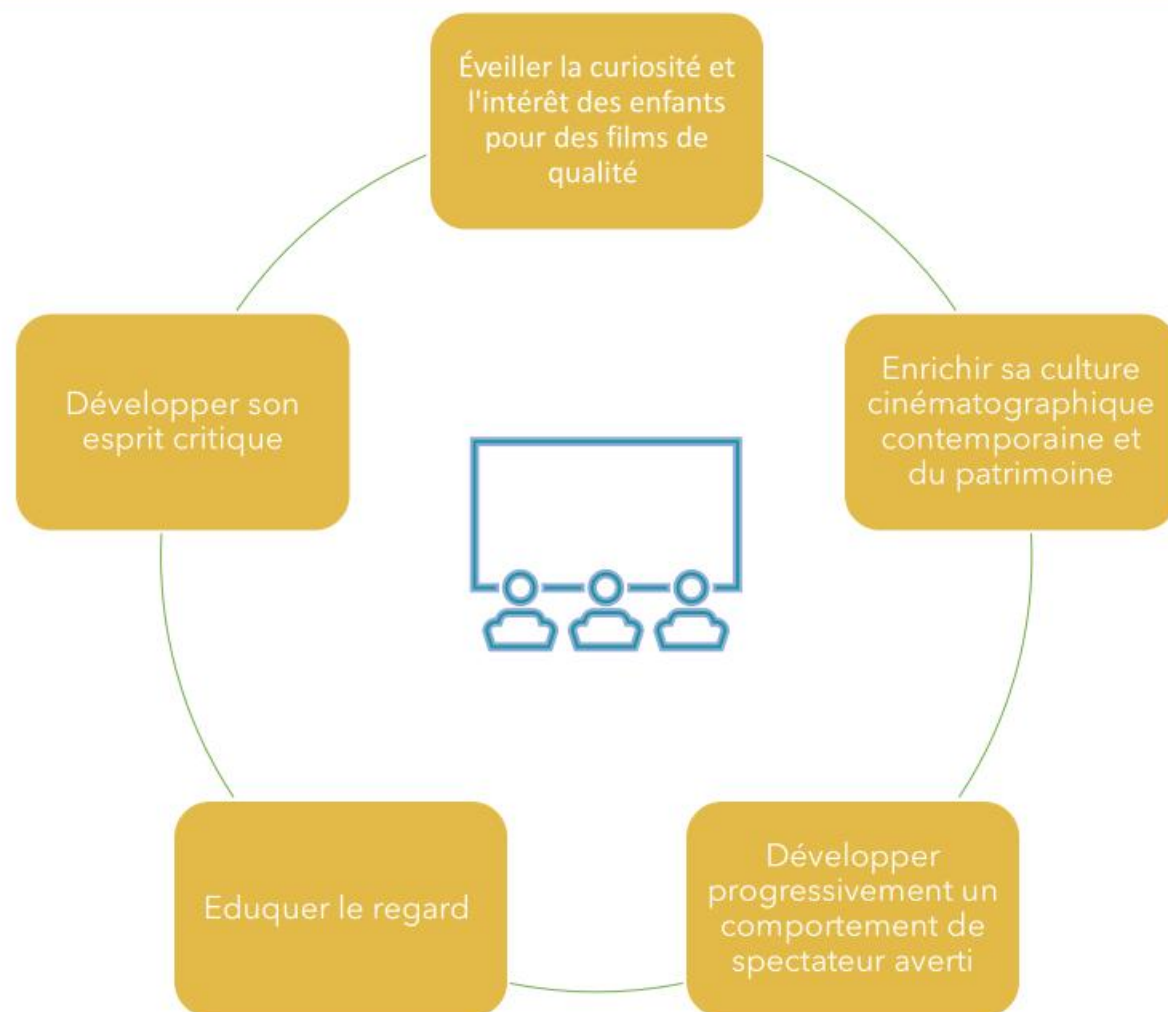 Éveiller la curiosité et
l'intérêt des enfants
pour des films de
qualité
Enrichir sa culture
cinématographique
contemporaine et
du patrimoine
Développer
progressivement un
comportement de
spectateur averti
Eduquer le regard
Développer son
esprit critique